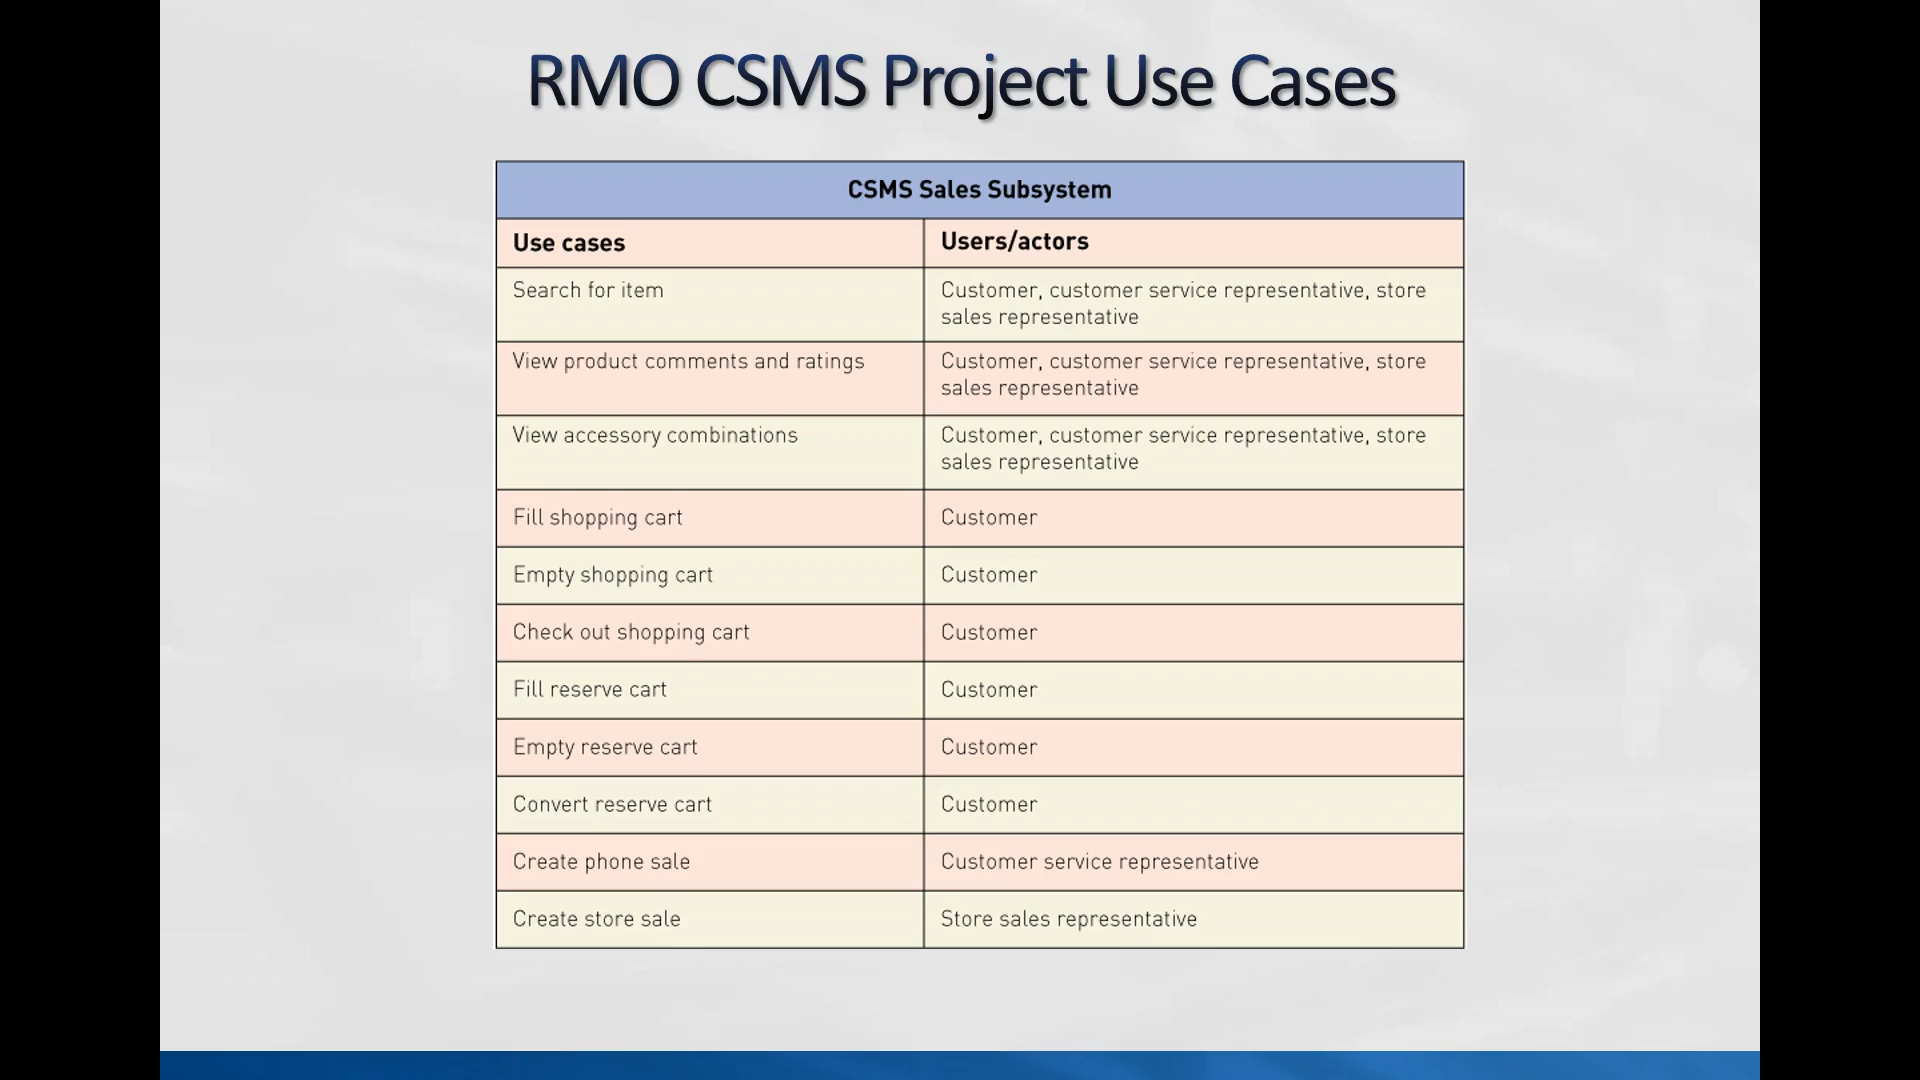 RMO CSMS Project Use Cases
CSMS Sales Subsystem
Use cases
Users/actors
Search for item
Customer, customer service representative, store
sales representative
View product comments and ratings
Customer, customer service representative, store
sales representative
View accessory combinations
Customer, customer service representative, store
sales representative
Fill shopping cart
Customer
Empty shopping cart
Customer
Check out shopping cart
Customer
Fill reserve cart
Customer
Empty reserve cart
Customer
Convert reserve cart
Customer
Create phone sale
Customer service representative
Create store sale
Store sales representative